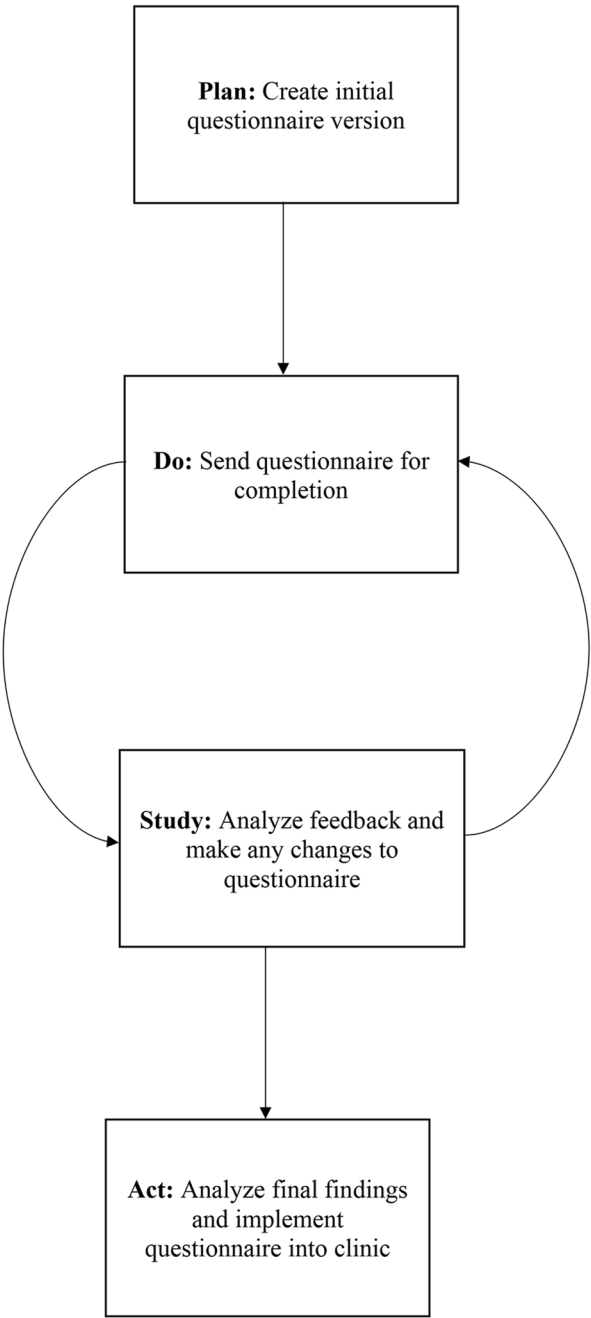 Plan: Create initial
questionnaire version
Do: Send questionnaire for
completion
Study: Analyze feedback and
make any changes to
questionnaire
Act: Analyze final findings
and implement
questionnaire into clinic